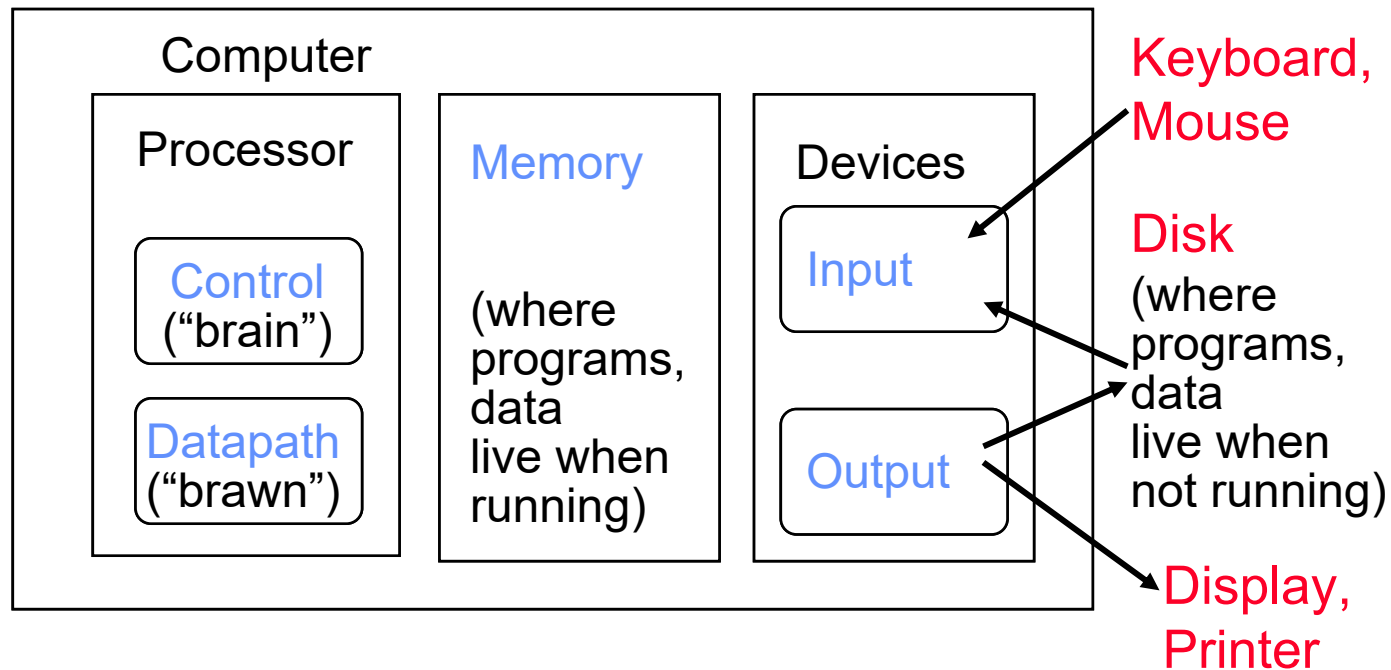 Computer
Processor
Control
(“brain”)
Datapath
(“brawn”)
Memory
(where
programs,
data
live when
running)
Devices
Input
Output
Keyboard,
Mouse
Disk
(where
programs,
data
live when
not running)
Display,
Printer